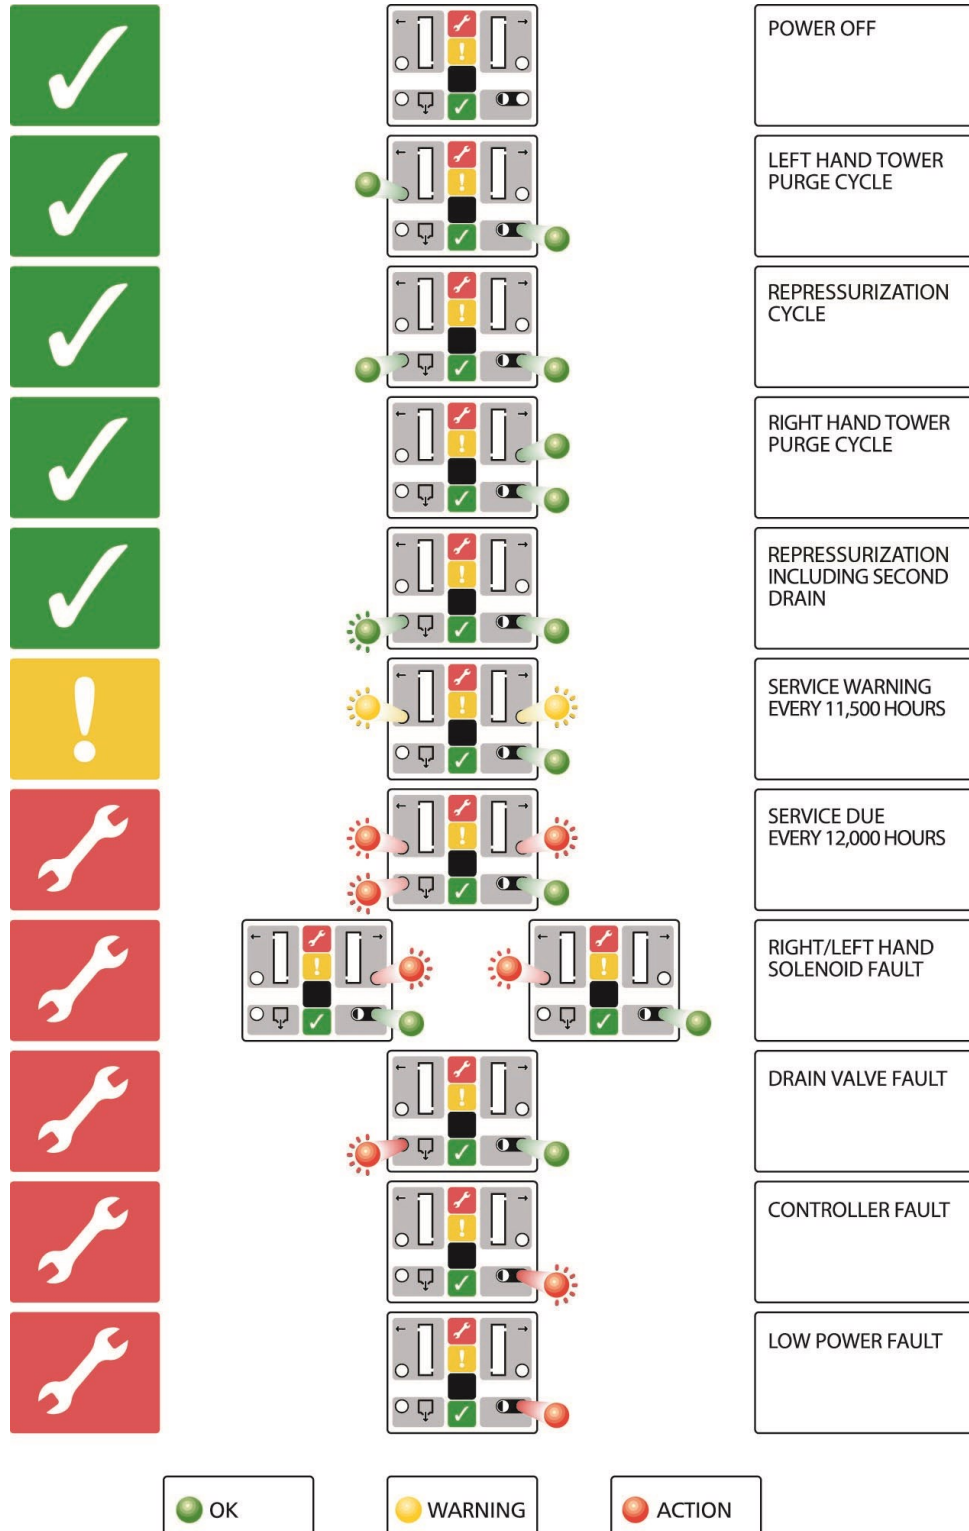 POWER OFF
LEFT HAND TOWER
PURGE CYCLE
REPRESSURIZATION
CYCLE
RIGHT HAND TOWER
PURGE CYCLE
REPRESSURIZATION
INCLUDING SECOND
DRAIN
SERVICE WARNING
EVERY 11,500 HOURS
SERVICE DUE
EVERY 12,000 HOURS
RIGHT/LEFT HAND
SOLENOID FAULT
DRAIN VALVE FAULT
CONTROLLER FAULT
LOW POWER FAULT
OK
WARNING
ACTION